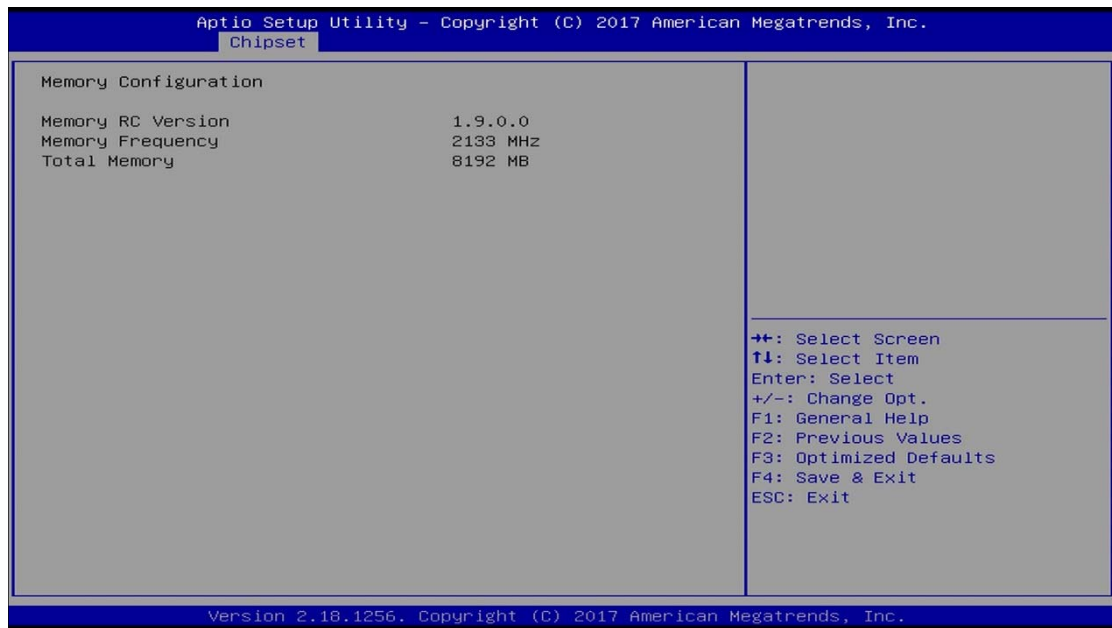 Aptio Setup Utility – Copyright (C) 2017 American Megatrends, Inc.
Chipset
Memory Configuration
Memory RC Version 1.9.0.0
Memory Frequency 2133 MHz
Total Memory 8192 MB
→←: Select Screen
↑↓: Select Item
Enter: Select
+/-: Change Opt.
F1: General Help
F2: Previous Values
F3: Optimized Defaults
F4: Save & Exit
ESC: Exit
Version 2.18.1256. Copyright (C) 2017 American Megatrends, Inc.